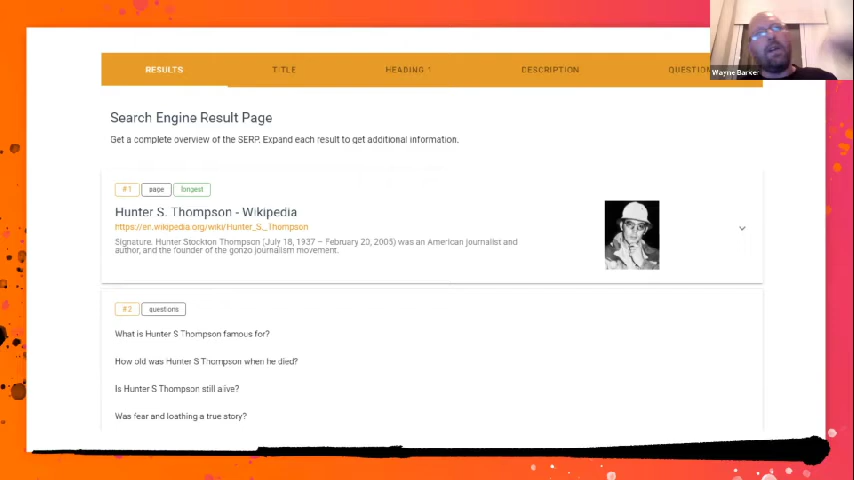 RESULTS
TITLE
HEADING 1
DESCRIPTION
Wayne Barker
Search Engine Result Page
Get a complete overview of the SERP. Expand each result to get additional information.
#1
page
longest
Hunter S. Thompson - Wikipedia
https://en.wikipedia.org/wiki/Hunter_S._Thompson
Signature. Hunter Stockton Thompson (July 18, 1937 – February 20, 2005) was an American journalist and
author, and the founder of the gonzo journalism movement.
#2
questions
What is Hunter S Thompson famous for?
How old was Hunter S Thompson when he died?
Is Hunter S Thompson still alive?
Was fear and loathing a true story?